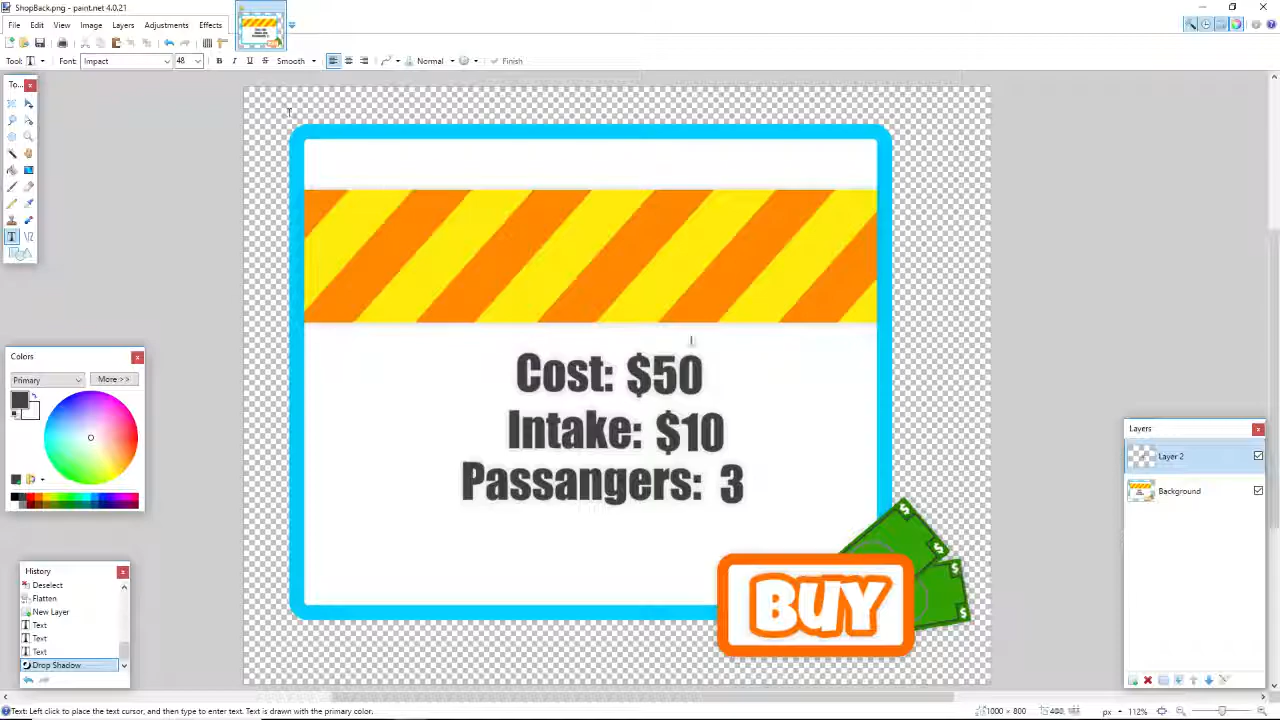 ShopBack.png - paint.net 4.0.21
File Edit View Image Layers Adjustments Effects
Tool: T Font: Impact 48 B I U S Smooth Normal Finish
To...
Cost: $50
Intake: $10
Passangers: 3
BUY
$ $ $ $
Colors
Primary More >>
History
Deselect
Flatten
New Layer
Text
Text
Text
Drop Shadow
Layers
Layer 2
Background
Text: Left click to place the text cursor, and then type to enter text. Text is drawn with the primary color.
1000 × 800
px 112%